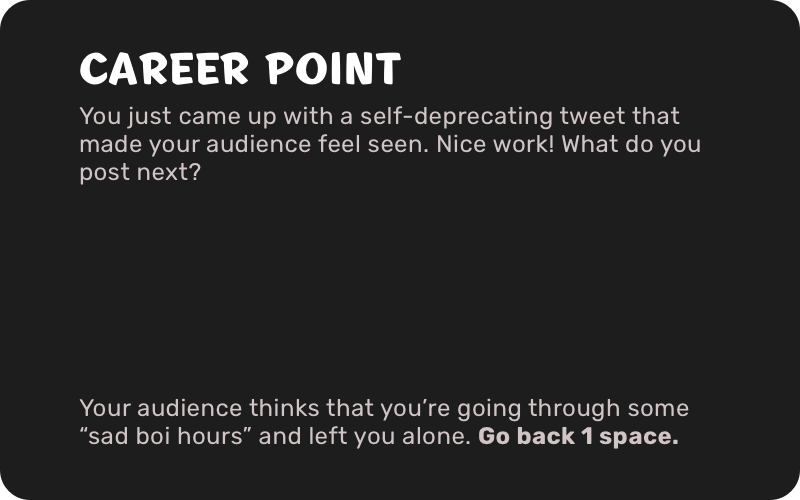 CAREER POINT
You just came up with a self-deprecating tweet that
made your audience feel seen. Nice work! What do you
post next?
Your audience thinks that you’re going through some
“sad boi hours” and left you alone. Go back 1 space.